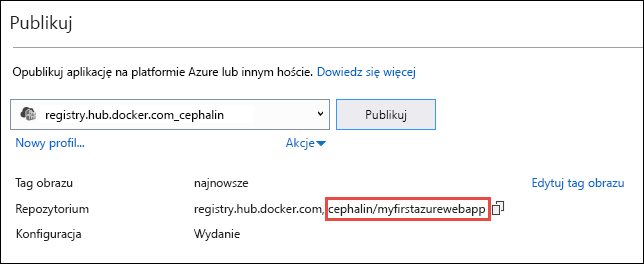 Publikuj
Opublikuj aplikację na platformie Azure lub innym hoście. Dowiedz się więcej
registry.hub.docker.com_cephalin Publikuj
Nowy profil... Akcje
Tag obrazu najnowsze Edytuj tag obrazu
Repozytorium registry.hub.docker.com, cephalin/myfirstazurewebapp
Konfiguracja Wydanie